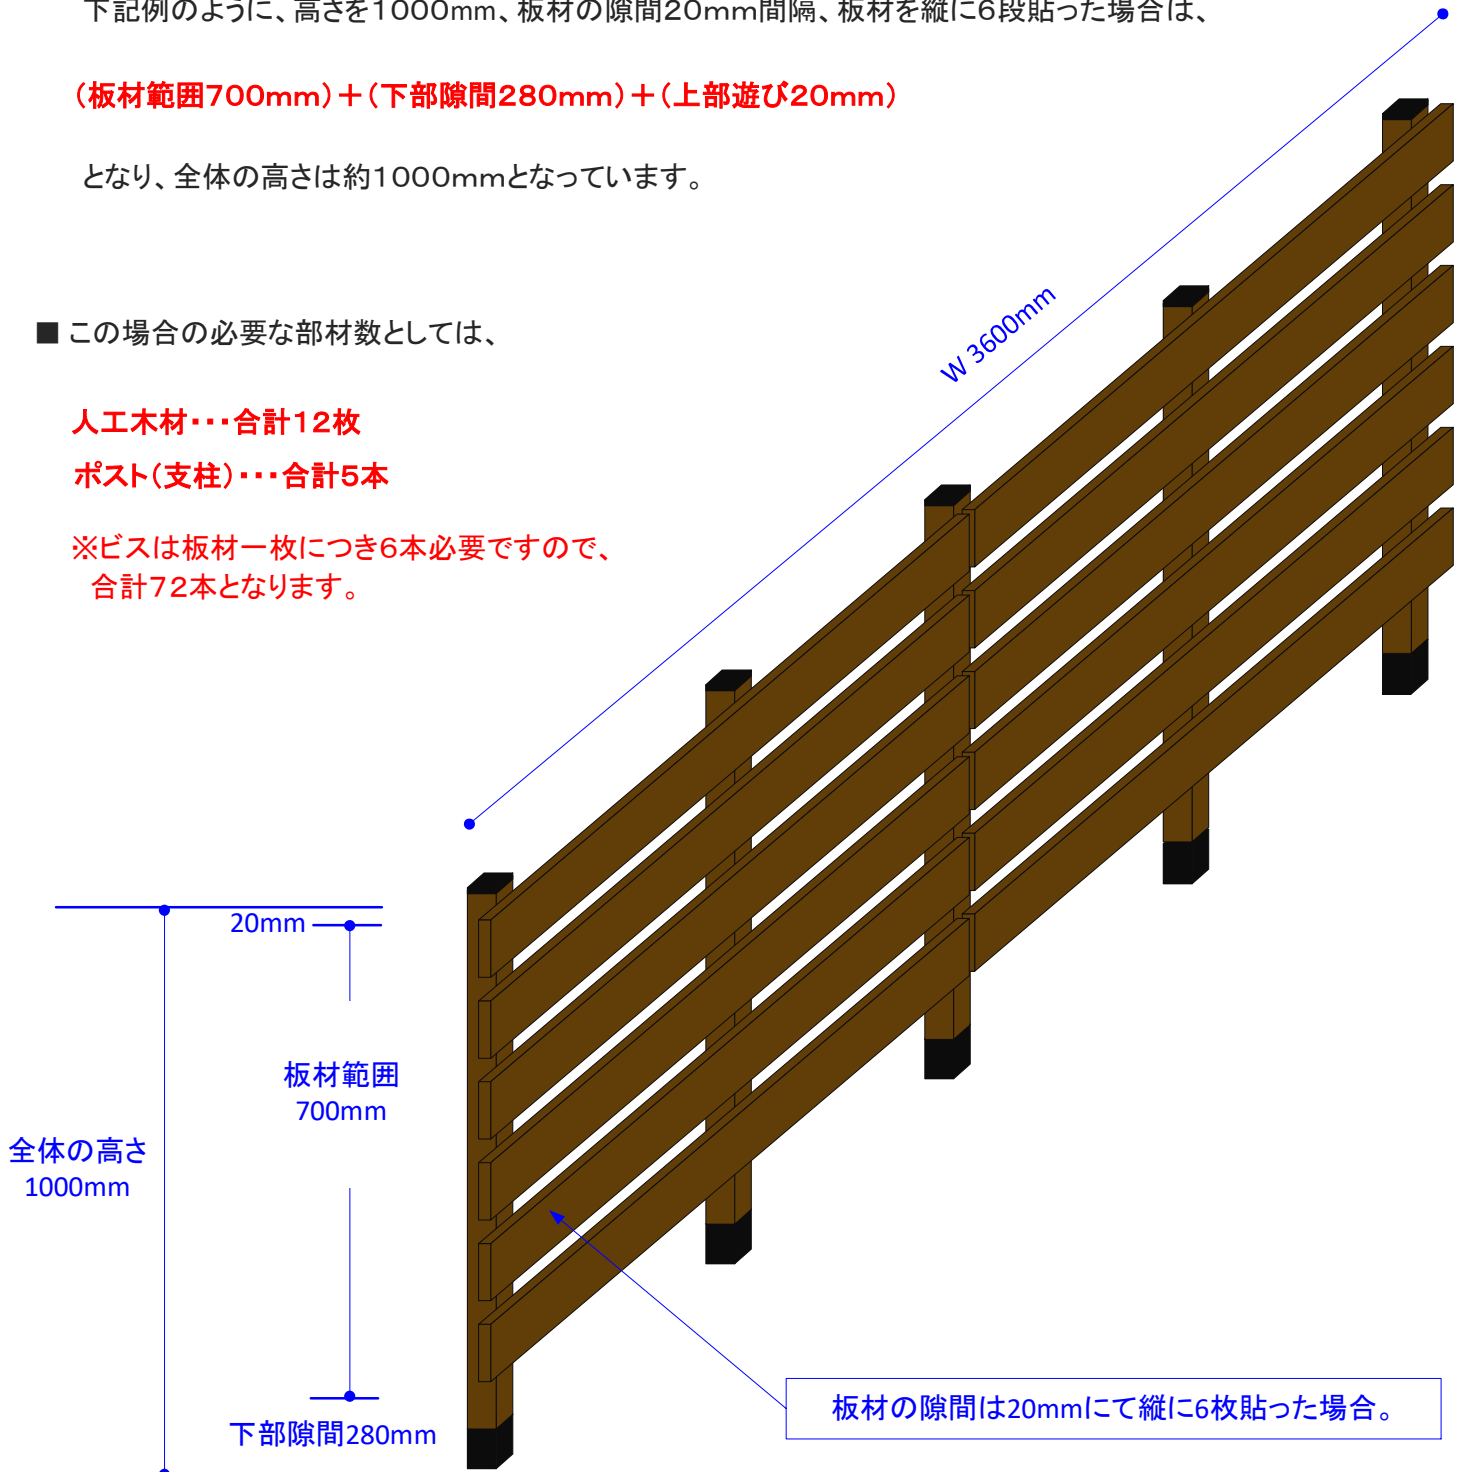 下記例のように、高さを１０００mm、板材の隙間２０ｍｍ間隔、板材を縦に６段貼った場合は、
（板材範囲７００ｍｍ）＋（下部隙間２８０ｍｍ）＋（上部遊び２０ｍｍ）
となり、全体の高さは約１０００ｍｍとなっています。
■ この場合の必要な部材数としては、
人工木材・・・合計１２枚
ポスト（支柱）・・・合計５本
※ビスは板材一枚につき６本必要ですので、
合計７２本となります。
W 3600mm
20mm
板材範囲
700mm
全体の高さ
1000mm
下部隙間280mm
板材の隙間は20mmにて縦に6枚貼った場合。